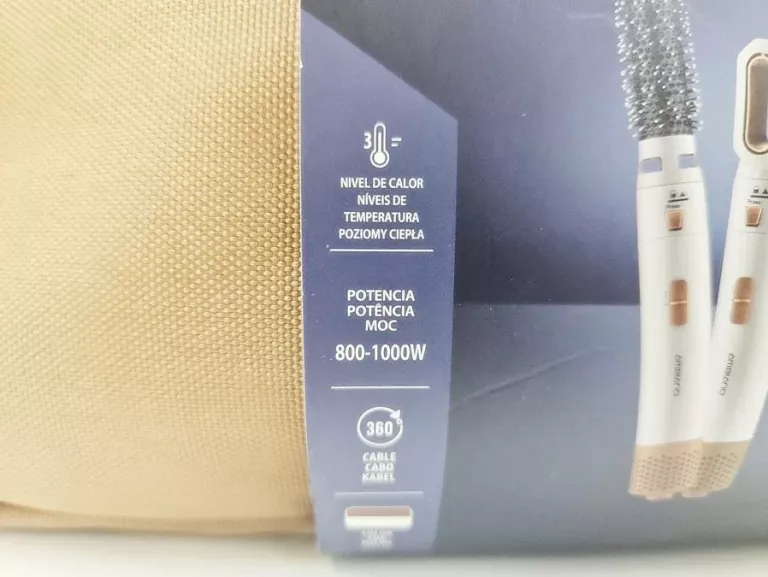 3
NIVEL DE CALOR
NÍVEIS DE
TEMPERATURA
POZIOMY CIEPŁA
POTENCIA
POTÊNCIA
MOC
800-1000W
360°
CABLE
CABO
KABEL